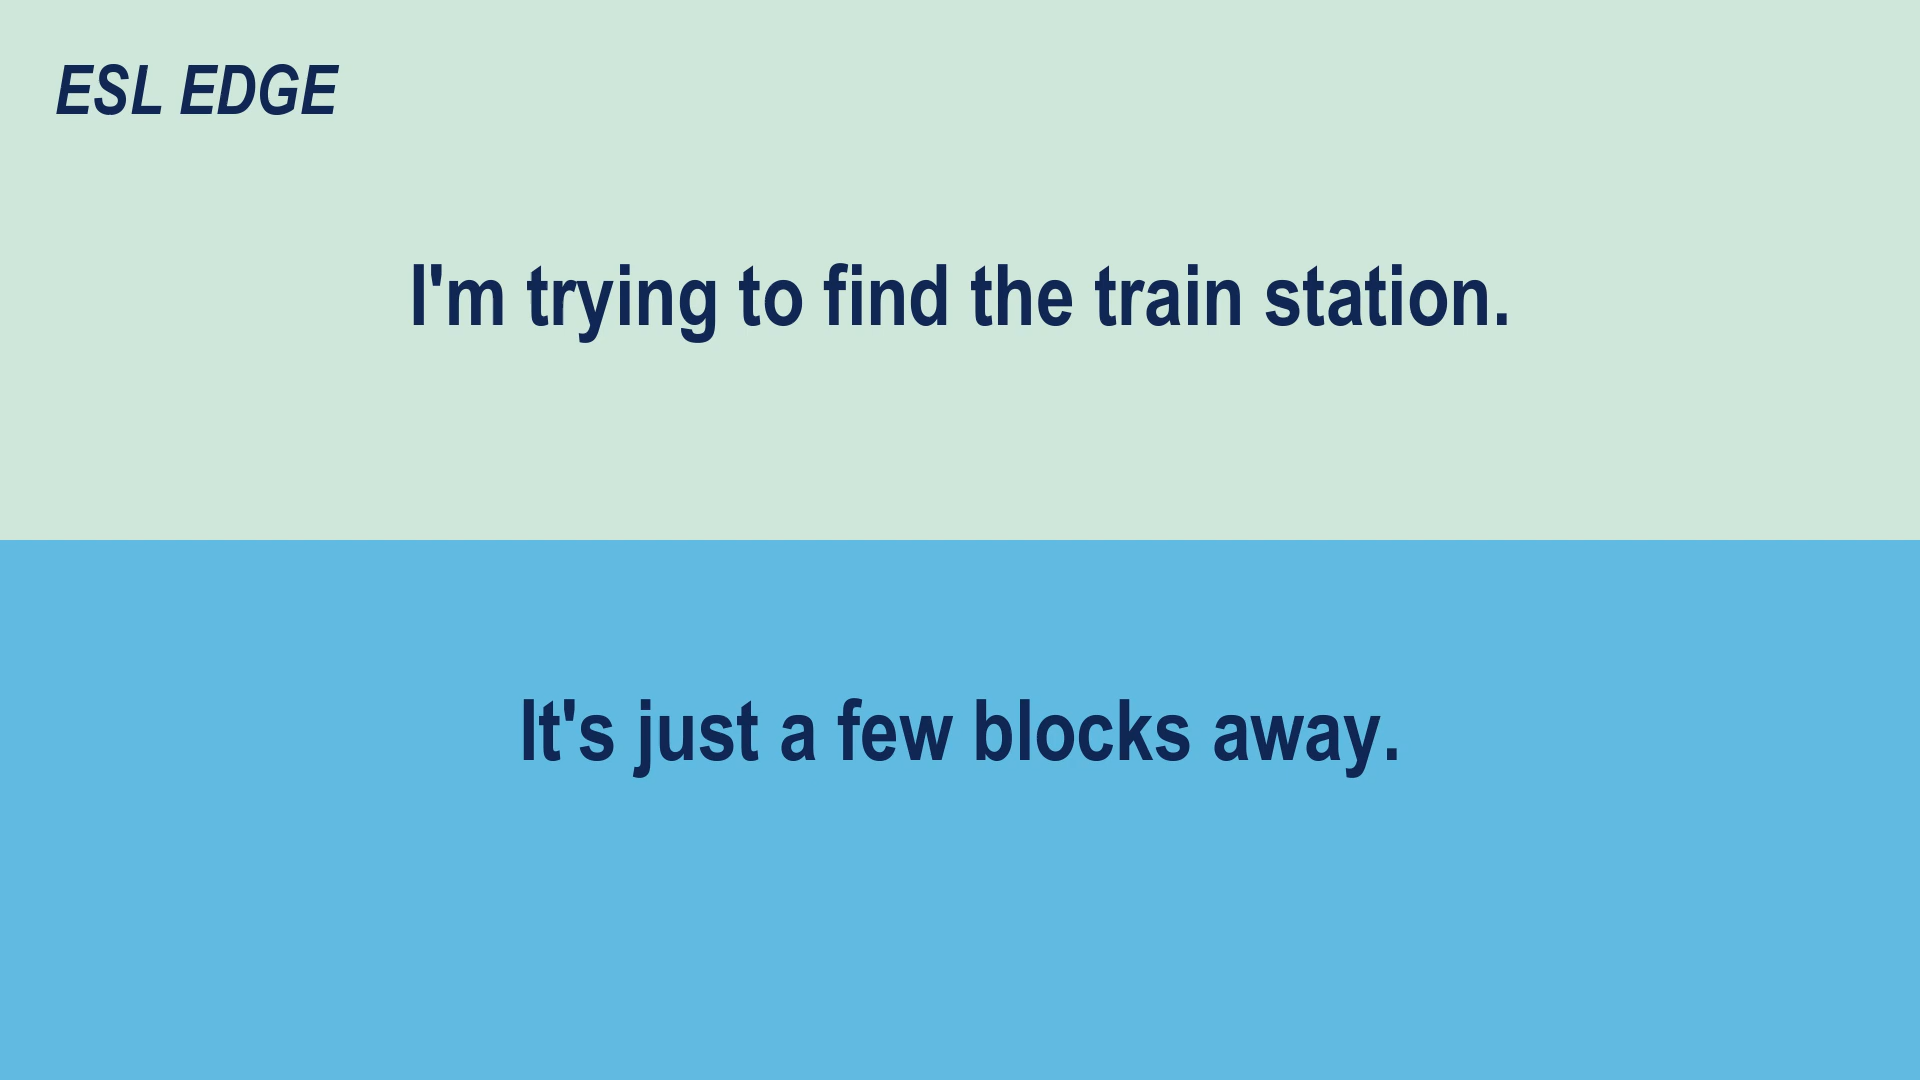 ESL EDGE
I'm trying to find the train station.
It's just a few blocks away.